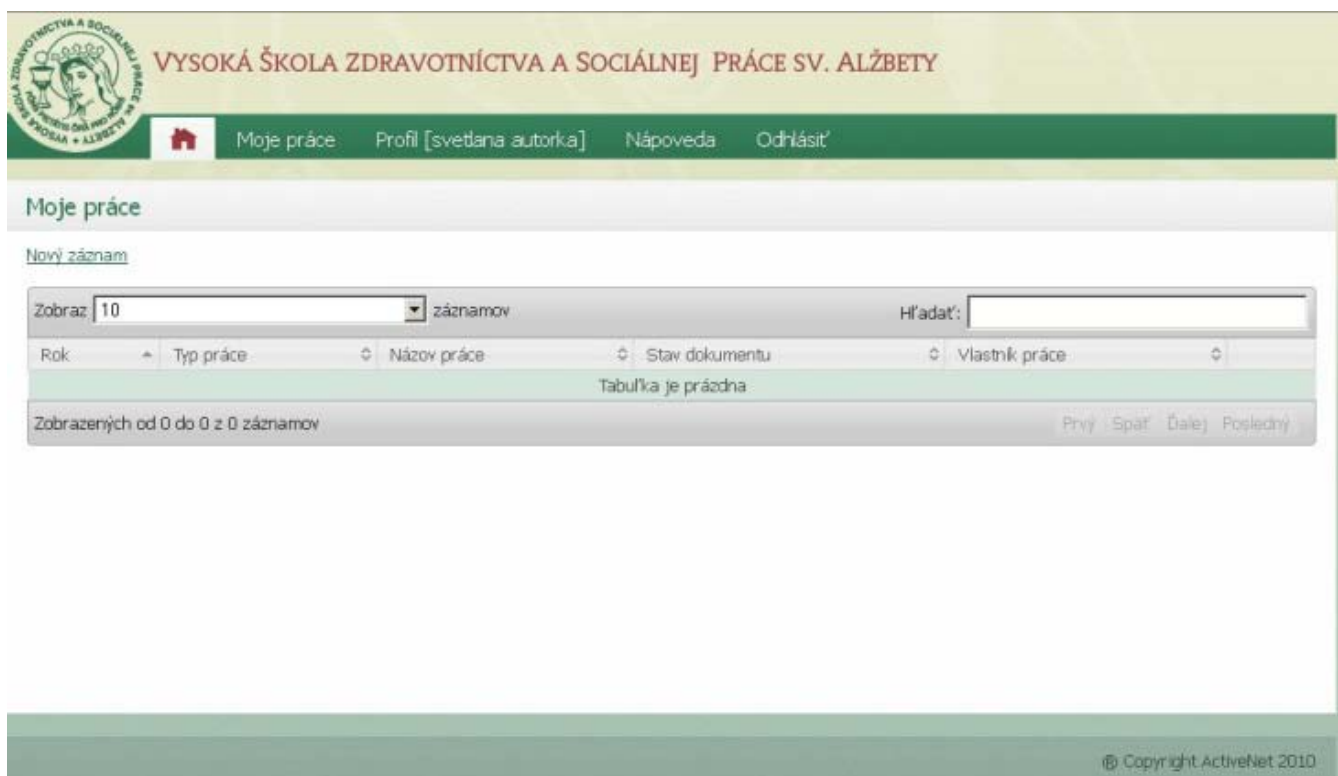 VYSOKÁ ŠKOLA ZDRAVOTNÍCTVA A SOCIÁLNEJ PRÁCE SV. ALŽBETY
Moje práce Profil [svetlana autorka] Nápoveda Odhlásiť
Moje práce
Nový záznam
Zobraz 10 záznamov Hľadať:
Rok Typ práce Názov práce Stav dokumentu Vlastník práce
Tabuľka je prázdna
Zobrazených od 0 do 0 z 0 záznamov Prvý Späť Ďalej Posledný
® Copyright ActiveNet 2010